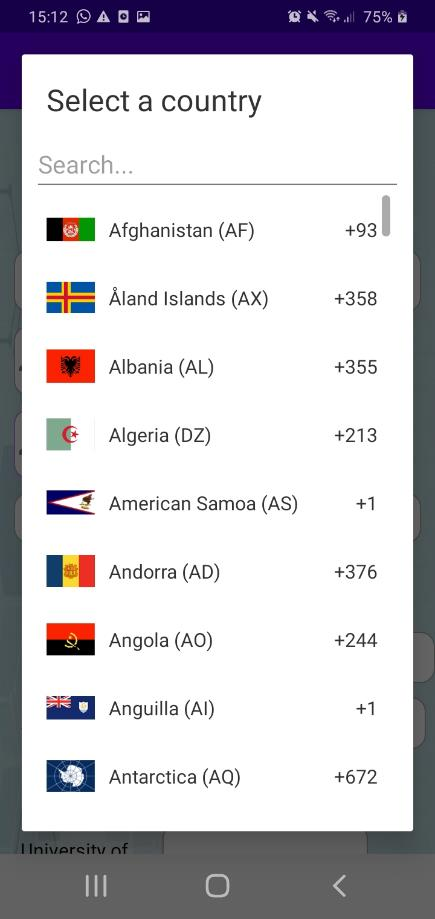 15:12
75%
Select a country
Search...
Afghanistan (AF) +93
Åland Islands (AX) +358
Albania (AL) +355
Algeria (DZ) +213
American Samoa (AS) +1
Andorra (AD) +376
Angola (AO) +244
Anguilla (AI) +1
Antarctica (AQ) +672
University of